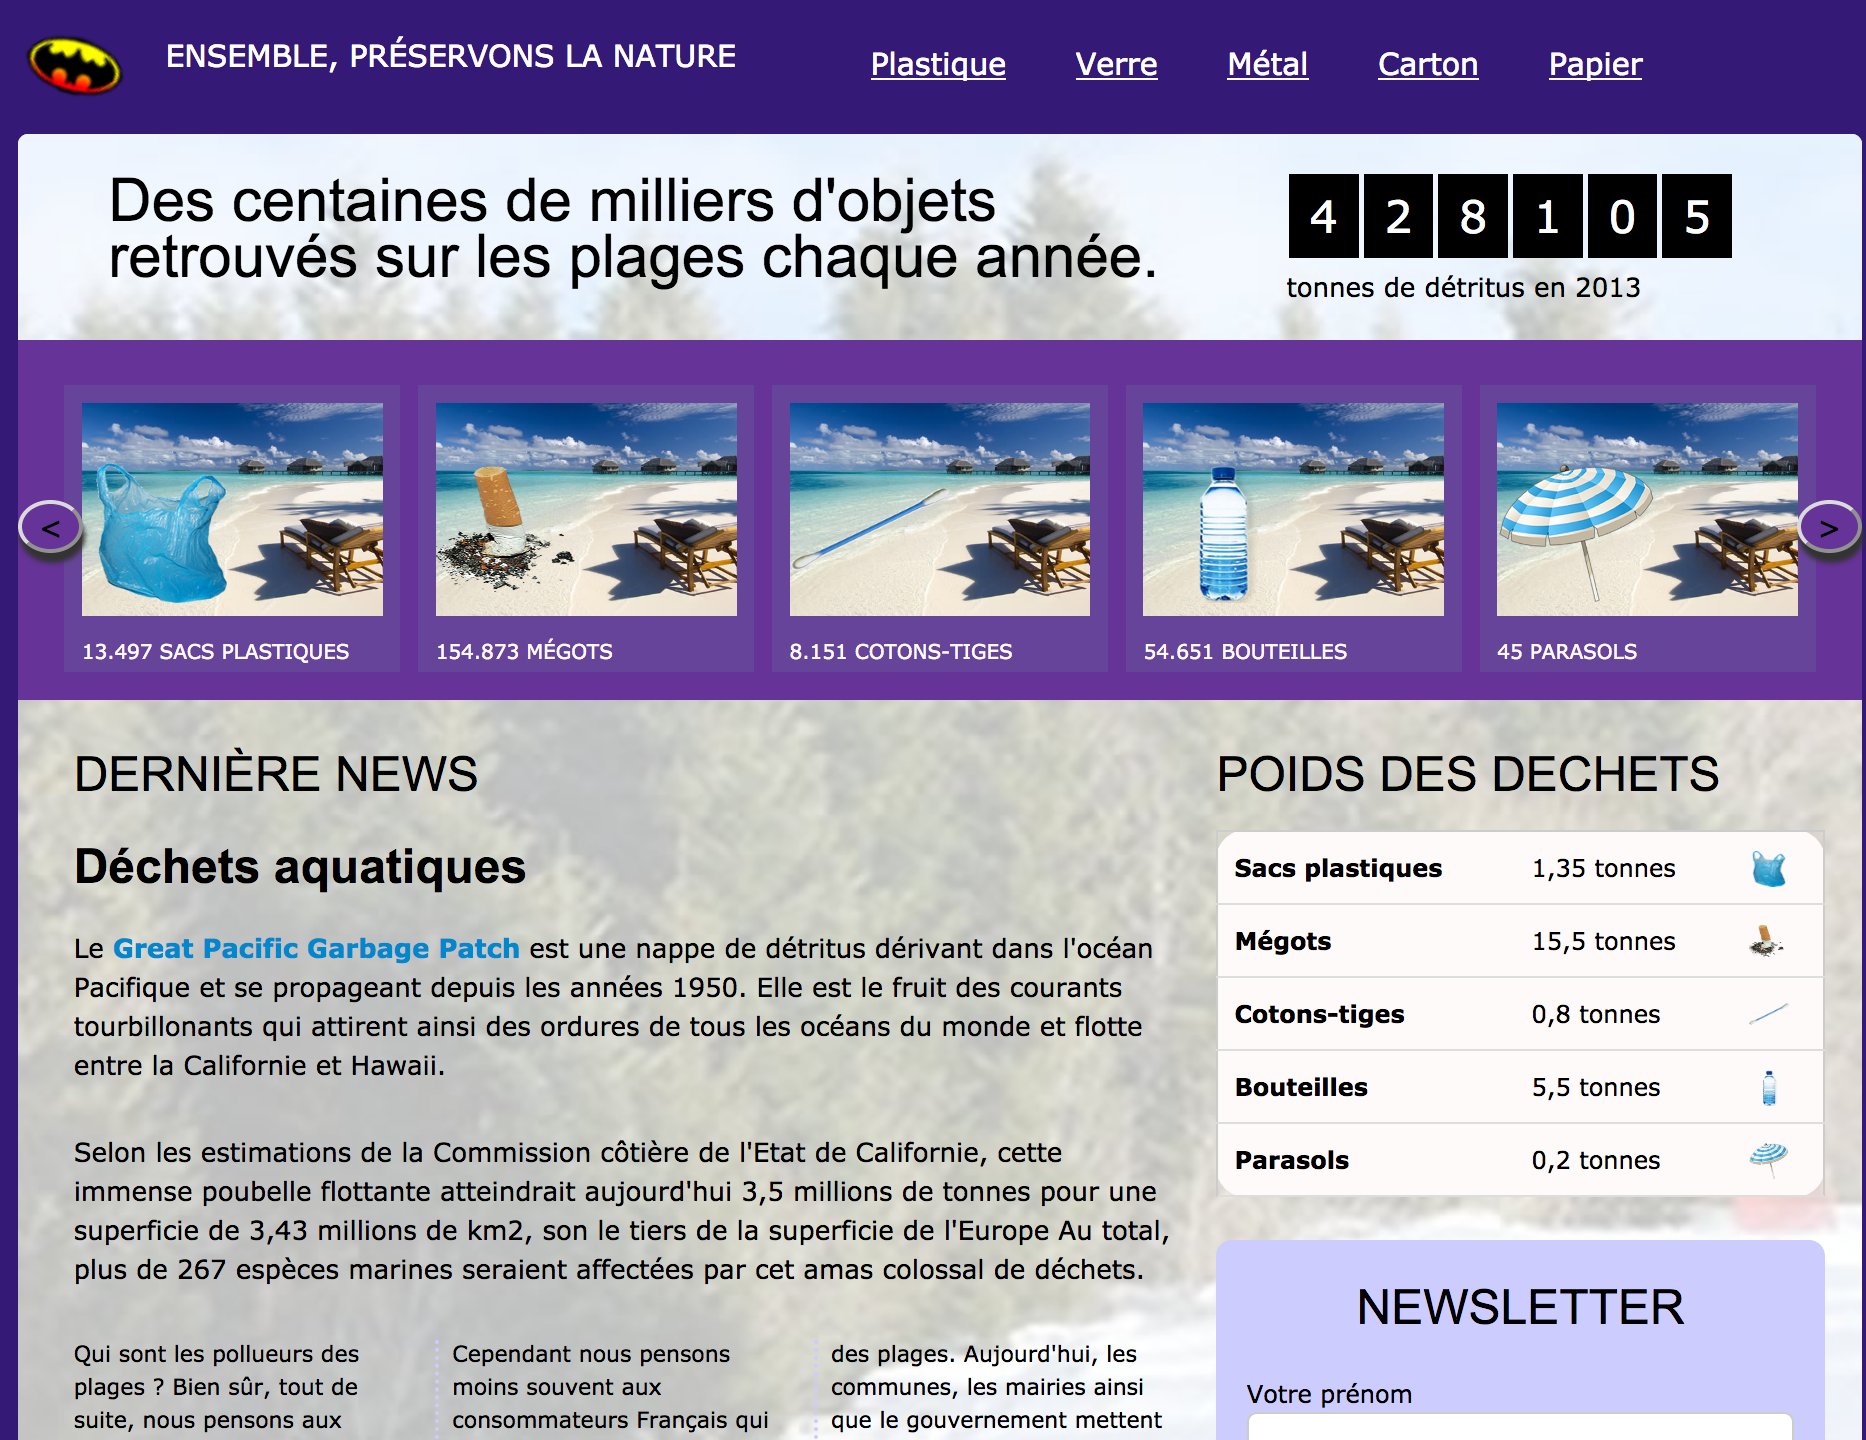 ENSEMBLE, PRÉSERVONS LA NATURE
Plastique
Verre
Métal
Carton
Papier
Des centaines de milliers d'objets
retrouvés sur les plages chaque année.
4 2 8 1 0 5
tonnes de détritus en 2013
<
>
13.497 SACS PLASTIQUES
154.873 MÉGOTS
8.151 COTONS-TIGES
54.651 BOUTEILLES
45 PARASOLS
DERNIÈRE NEWS
Déchets aquatiques
Le Great Pacific Garbage Patch est une nappe de détritus dérivant dans l'océan
Pacifique et se propageant depuis les années 1950. Elle est le fruit des courants
tourbillonants qui attirent ainsi des ordures de tous les océans du monde et flotte
entre la Californie et Hawaii.
Selon les estimations de la Commission côtière de l'Etat de Californie, cette
immense poubelle flottante atteindrait aujourd'hui 3,5 millions de tonnes pour une
superficie de 3,43 millions de km2, son le tiers de la superficie de l'Europe Au total,
plus de 267 espèces marines seraient affectées par cet amas colossal de déchets.
Qui sont les pollueurs des
plages ? Bien sûr, tout de
suite, nous pensons aux
Cependant nous pensons
moins souvent aux
consommateurs Français qui
des plages. Aujourd'hui, les
communes, les mairies ainsi
que le gouvernement mettent
POIDS DES DECHETS
Sacs plastiques 1,35 tonnes
Mégots 15,5 tonnes
Cotons-tiges 0,8 tonnes
Bouteilles 5,5 tonnes
Parasols 0,2 tonnes
NEWSLETTER
Votre prénom